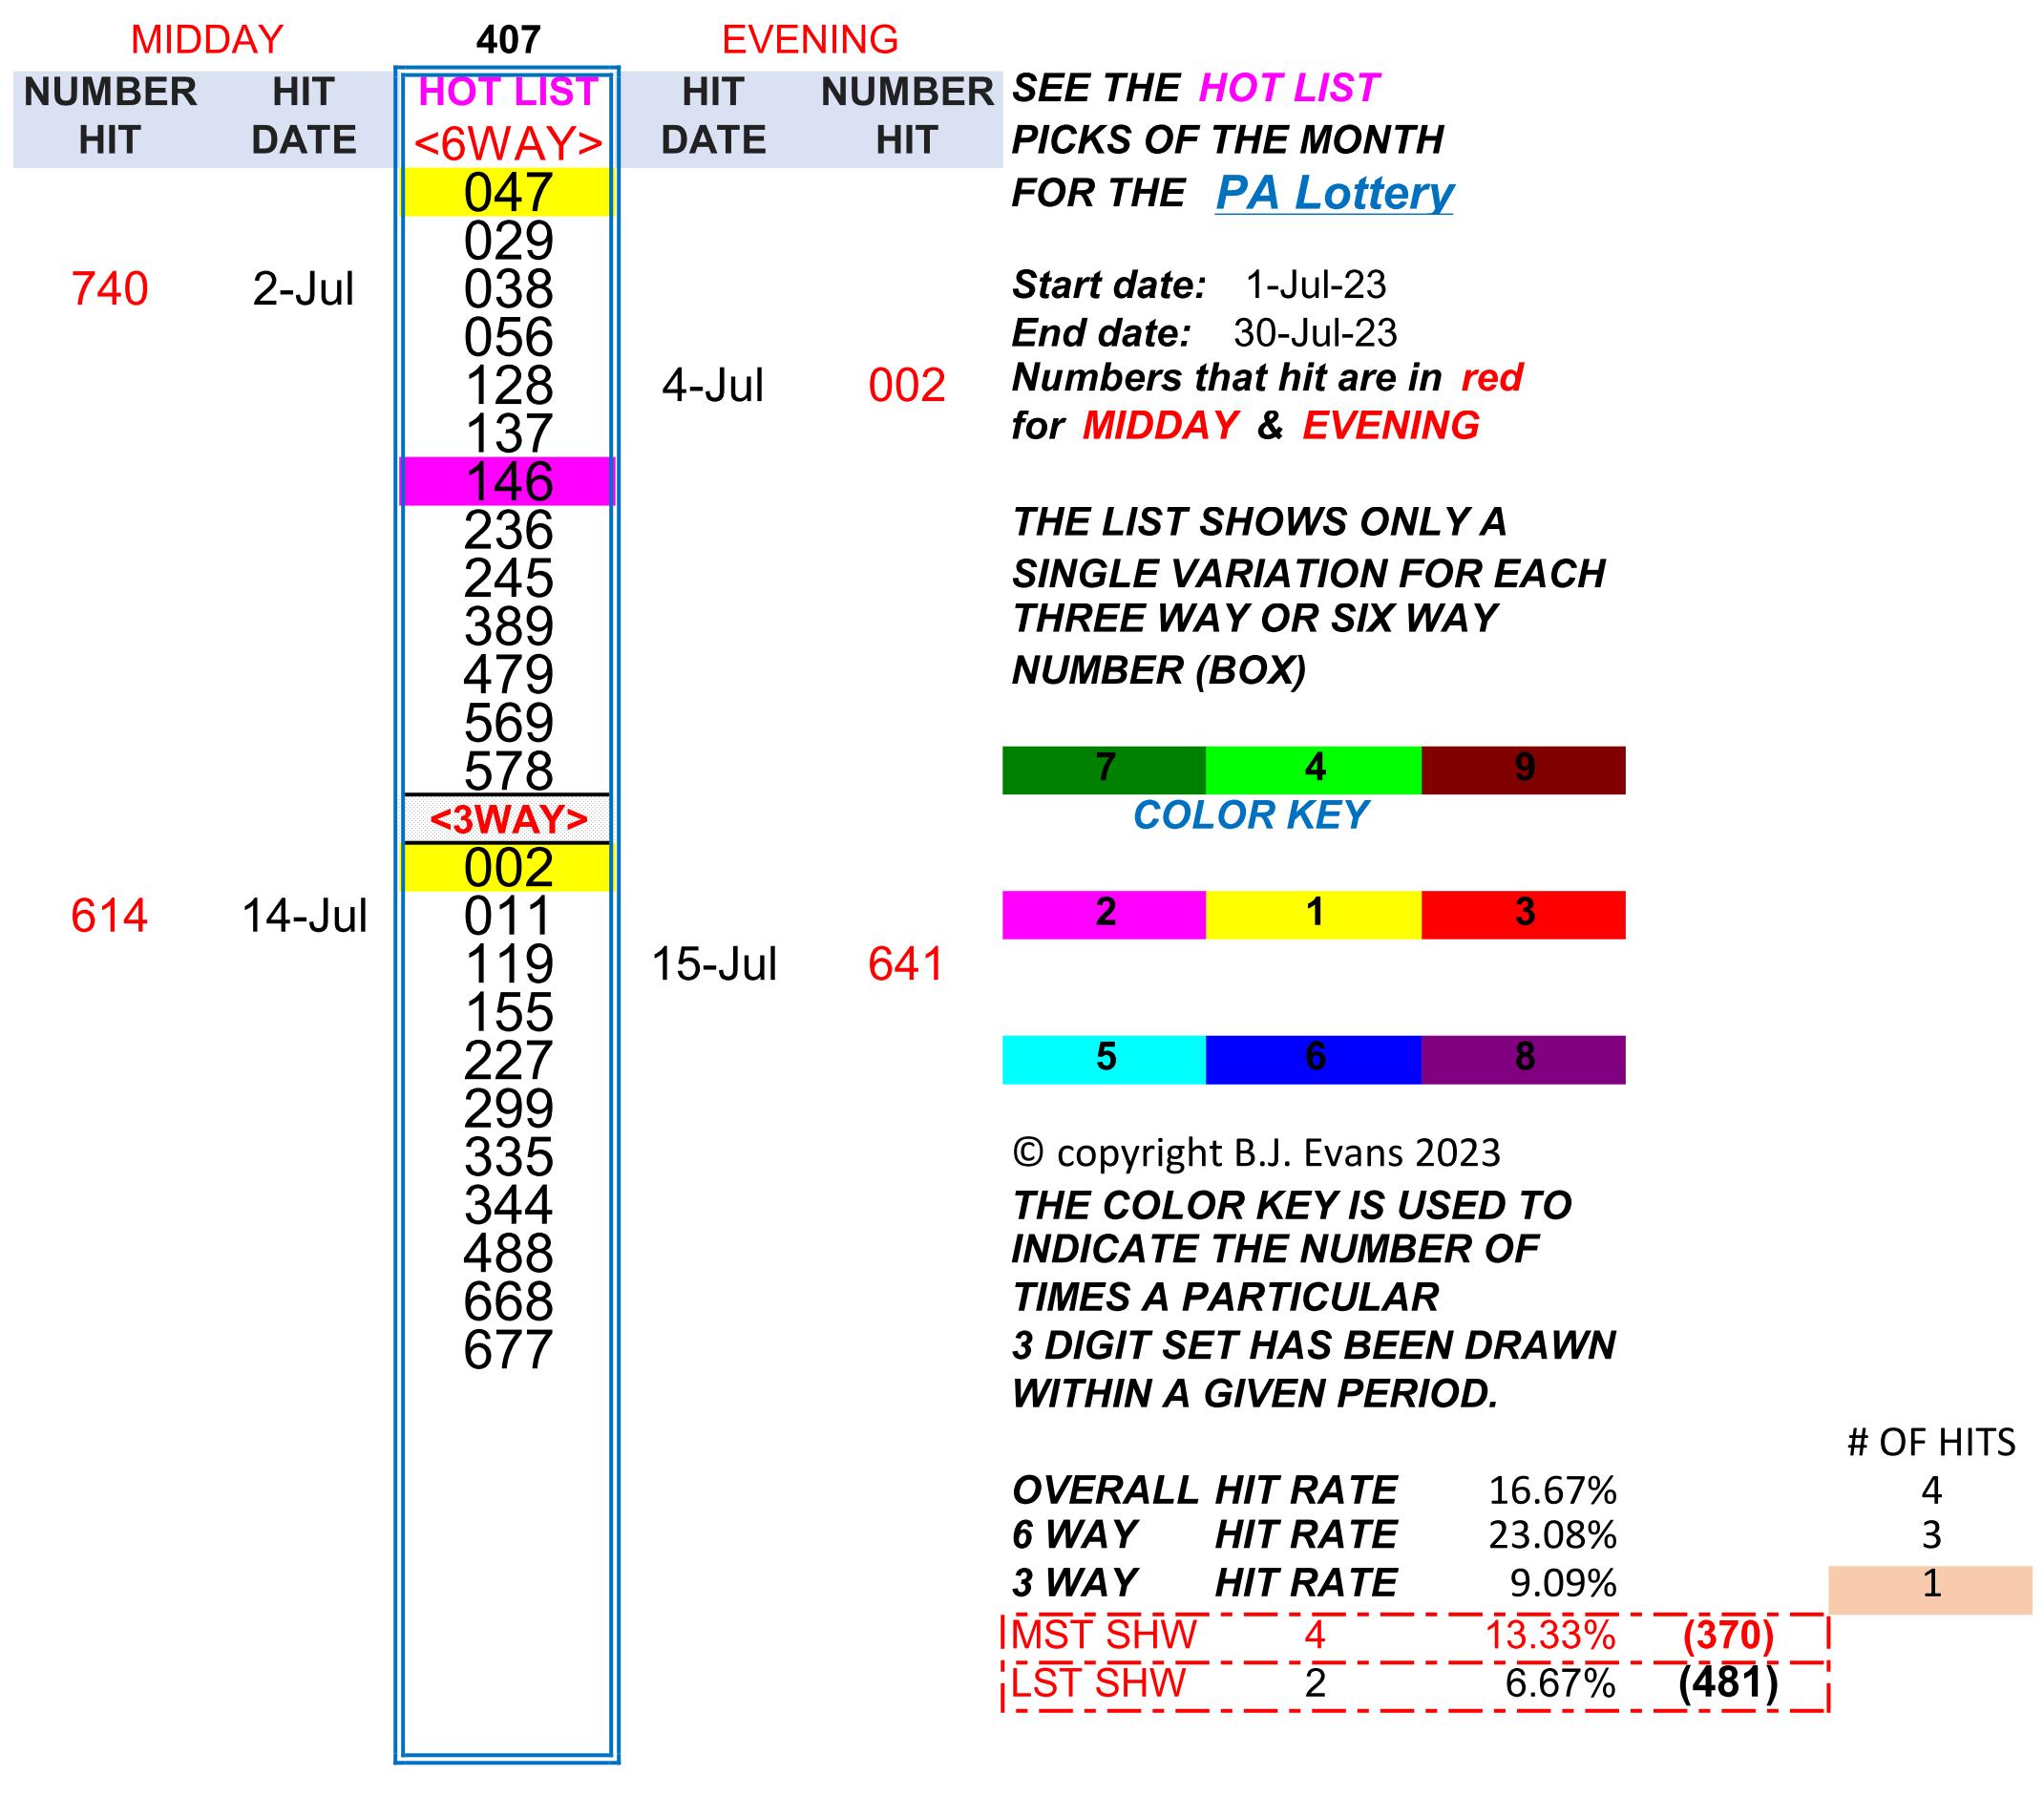 MIDDAY 407 EVENING
NUMBER HIT HOT LIST HIT NUMBER
HIT DATE <6WAY> DATE HIT
047
029
740 2-Jul 038
056
128 4-Jul 002
137
146
236
245
389
479
569
578
<3WAY>
002
614 14-Jul 011
119 15-Jul 641
155
227
299
335
344
488
668
677
SEE THE HOT LIST
PICKS OF THE MONTH
FOR THE PA Lottery
Start date: 1-Jul-23
End date: 30-Jul-23
Numbers that hit are in red
for MIDDAY & EVENING
THE LIST SHOWS ONLY A
SINGLE VARIATION FOR EACH
THREE WAY OR SIX WAY
NUMBER (BOX)
7 4 9
COLOR KEY
2 1 3
5 6 8
© copyright B.J. Evans 2023
THE COLOR KEY IS USED TO
INDICATE THE NUMBER OF
TIMES A PARTICULAR
3 DIGIT SET HAS BEEN DRAWN
WITHIN A GIVEN PERIOD.
# OF HITS
OVERALL HIT RATE 16.67% 4
6 WAY HIT RATE 23.08% 3
3 WAY HIT RATE 9.09% 1
MST SHW 4 13.33% (370)
LST SHW 2 6.67% (481)